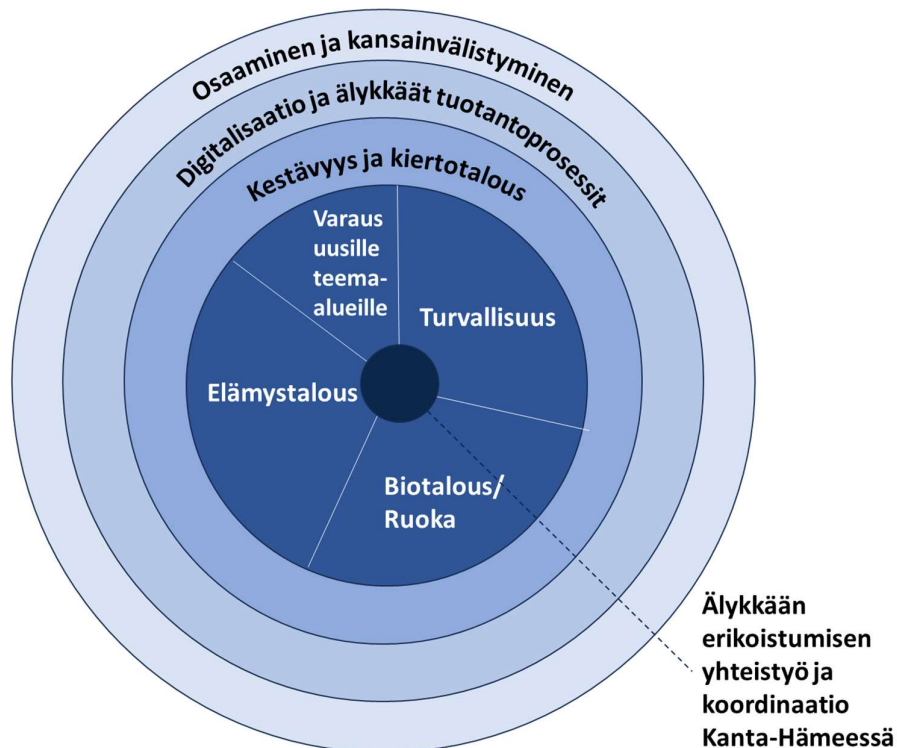 Osaaminen ja kansainvälistyminen
Digitalisaatio ja älykkäät tuotantoprosessit
Kestävyys ja kiertotalous
Varaus
uusille
teema-
alueille
Turvallisuus
Elämystalous
Biotalous/
Ruoka
Älykkään
erikoistumisen
yhteistyö ja
koordinaatio
Kanta-Hämeessä